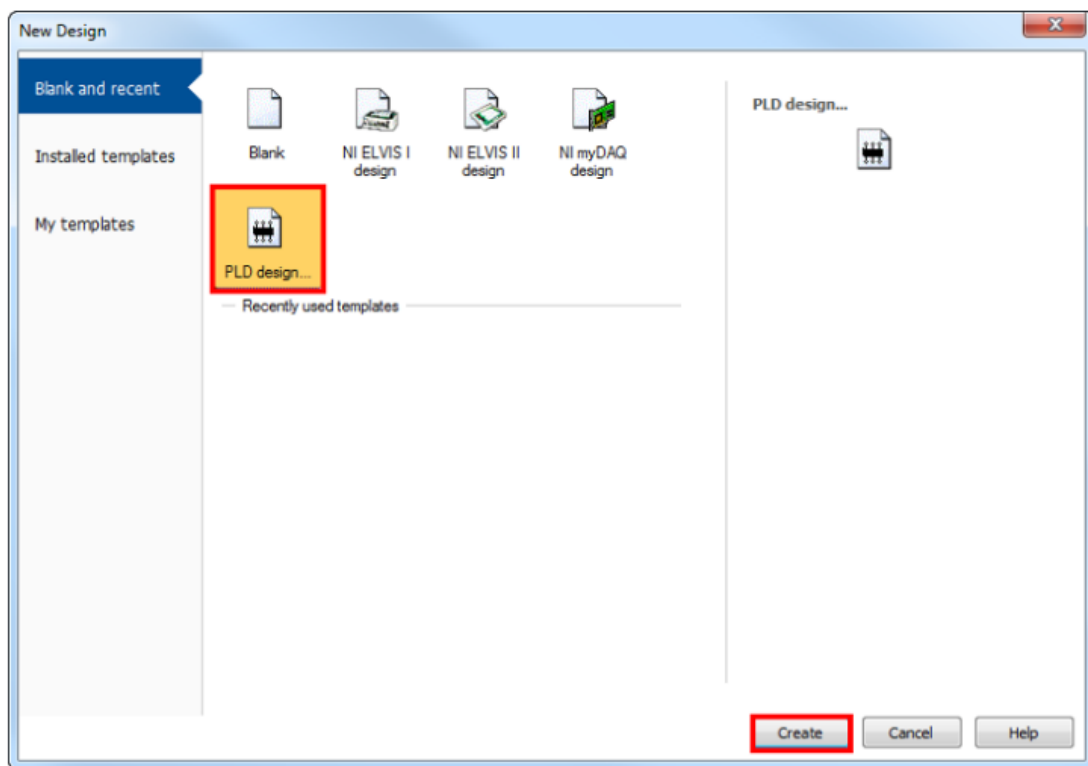 New Design
Blank and recent
Installed templates
My templates
Blank
NI ELVIS I
design
NI ELVIS II
design
NI myDAQ
design
PLD design...
Recently used templates
PLD design...
Create
Cancel
Help